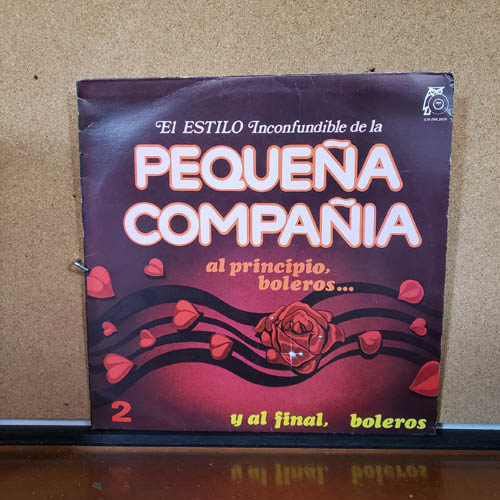 El ESTILO Inconfundible de la
PEQUEÑA
COMPAÑIA
al principio,
boleros...
2
y al final, boleros